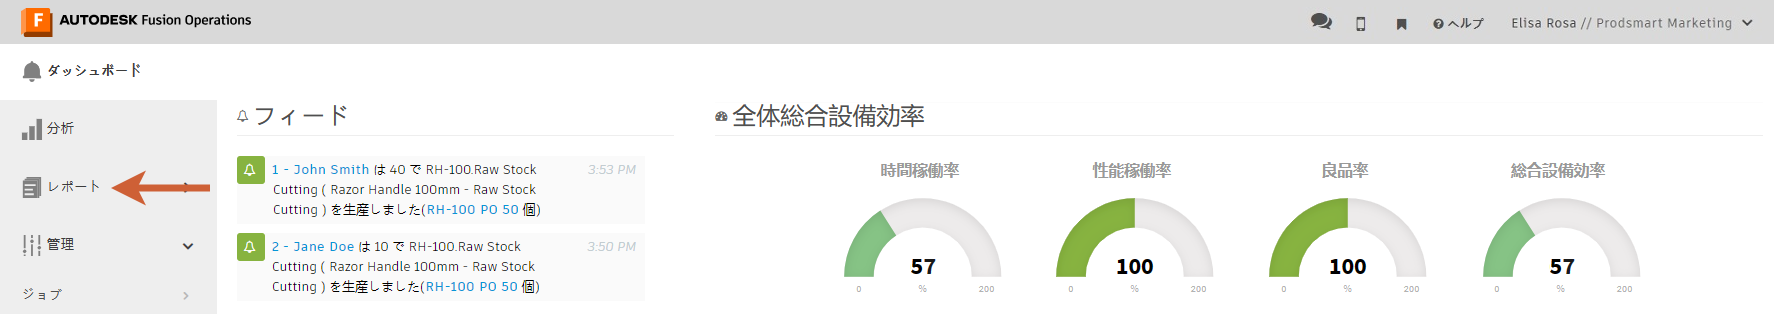 AUTODESK Fusion Operations
ヘルプ
Elisa Rosa // Prodsmart Marketing
ダッシュボード
分析
レポート
管理
ジョブ
フィード
1 - John Smith は 40 で RH-100.Raw Stock
3:53 PM
Cutting ( Razor Handle 100mm - Raw Stock
Cutting ) を生産しました(RH-100 PO 50 個)
2 - Jane Doe は 10 で RH-100.Raw Stock
3:50 PM
Cutting ( Razor Handle 100mm - Raw Stock
Cutting ) を生産しました(RH-100 PO 50 個)
全体総合設備効率
時間稼働率
57
0 % 200
性能稼働率
100
0 % 200
良品率
100
0 % 200
総合設備効率
57
0 % 200